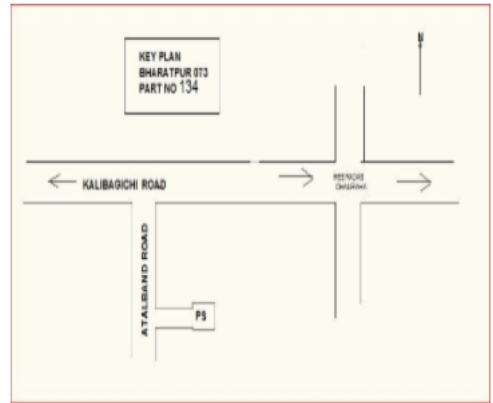 N
KEY PLAN
BHARATPUR 073
PART NO 134
KALIBAGICHI ROAD
ATALBAND ROAD
PS